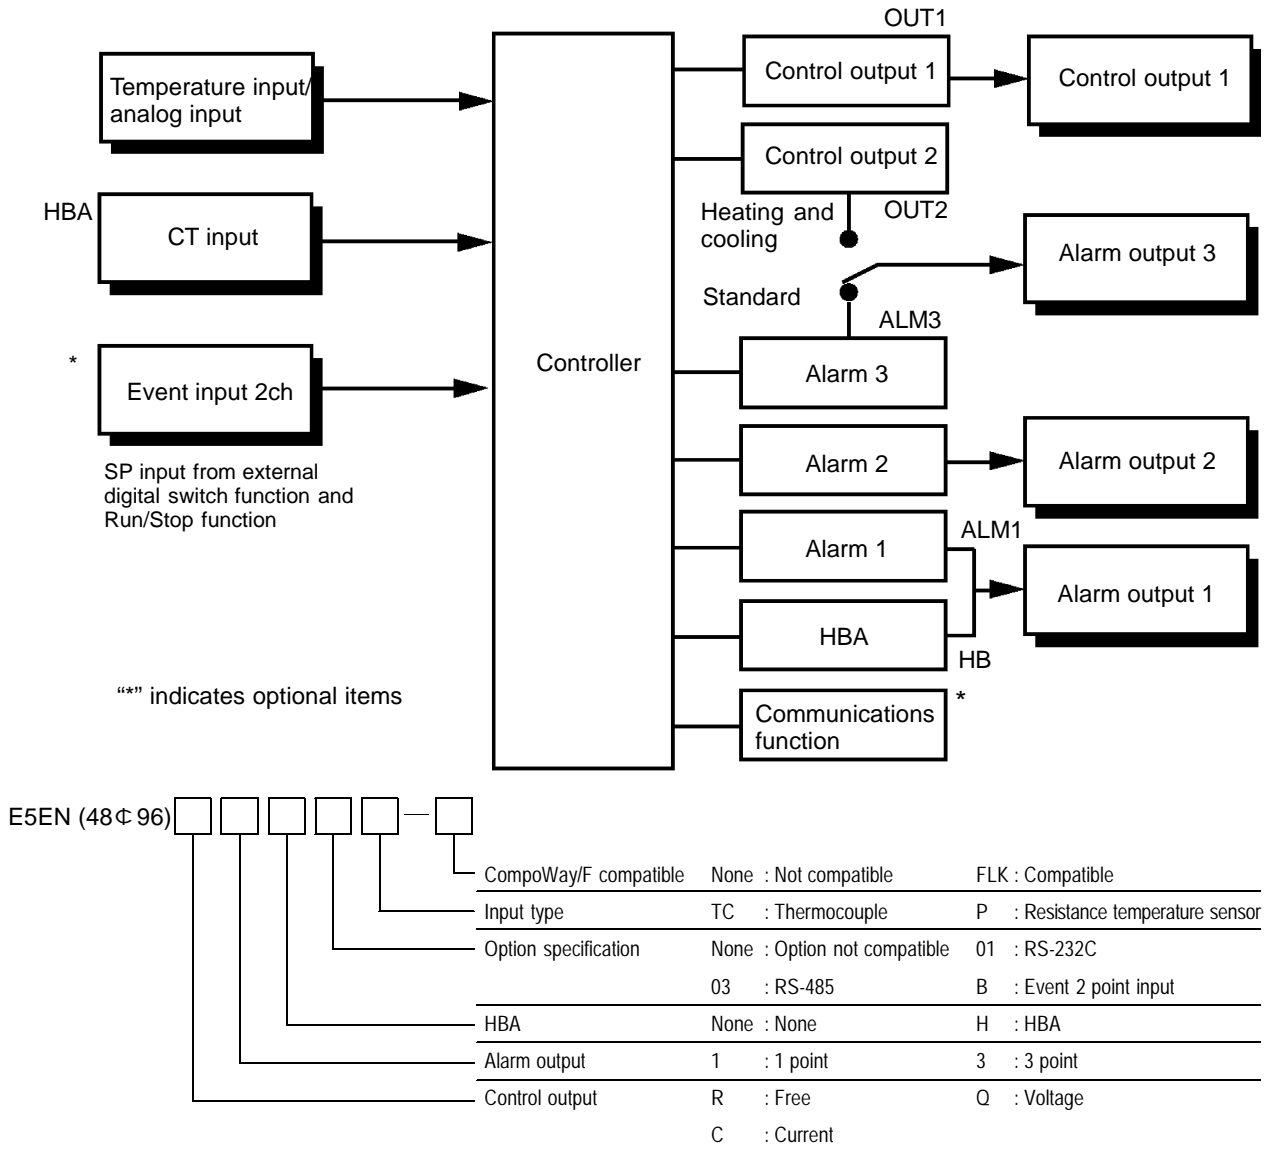 OUT1
Temperature input/
analog input
Control output 1
Control output 1
Control output 2
HBA
CT input
Heating and
cooling
OUT2
Alarm output 3
Standard
ALM3
*
Event input 2ch
Controller
Alarm 3
SP input from external
digital switch function and
Run/Stop function
Alarm 2
Alarm output 2
Alarm 1
ALM1
Alarm output 1
HBA
HB
"*" indicates optional items
Communications
function
*
E5EN (48₵96) —
CompoWay/F compatible None : Not compatible FLK : Compatible
Input type TC : Thermocouple P : Resistance temperature sensor
Option specification None : Option not compatible 01 : RS-232C
03 : RS-485 B : Event 2 point input
HBA None : None H : HBA
Alarm output 1 : 1 point 3 : 3 point
Control output R : Free Q : Voltage
C : Current